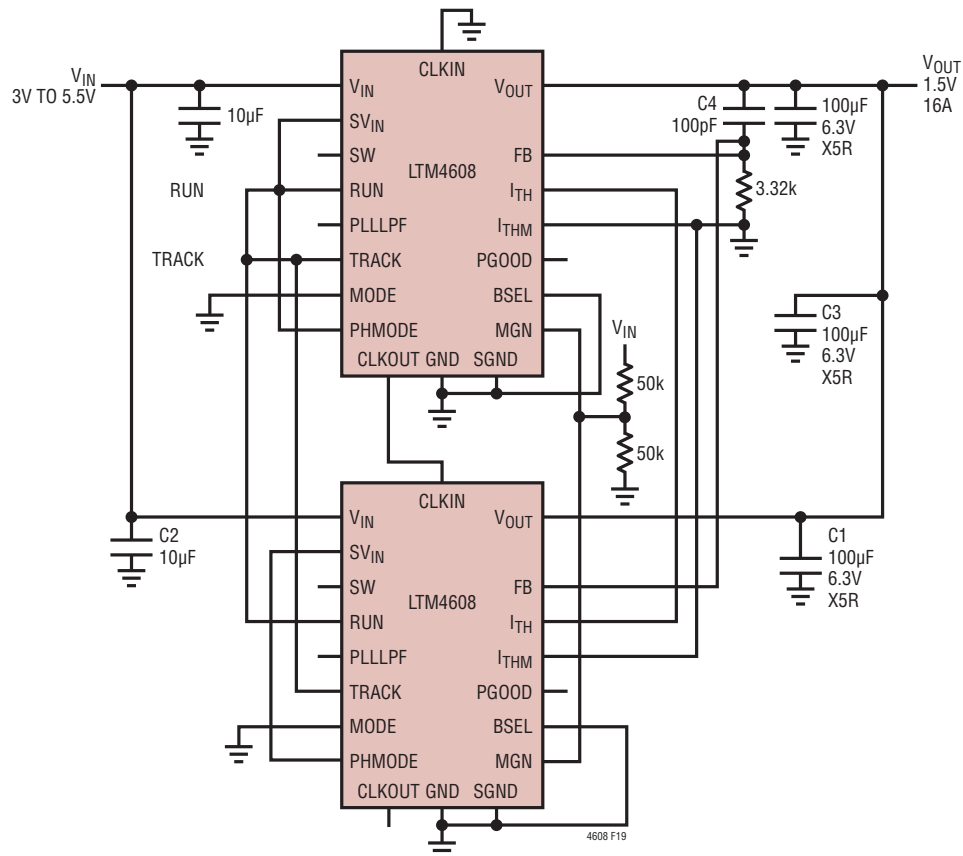 CLKIN
VIN
3V TO 5.5V
10µF
VIN
SVIN
SW
RUN
PLLLPF
TRACK
MODE
PHMODE
LTM4608
VOUT
FB
ITH
ITHM
PGOOD
BSEL
MGN
CLKOUT GND SGND
RUN
TRACK
C4
100pF
100µF
6.3V
X5R
VOUT
1.5V
16A
3.32k
C3
100µF
6.3V
X5R
VIN
50k
50k
CLKIN
C2
10µF
VIN
SVIN
SW
RUN
PLLLPF
TRACK
MODE
PHMODE
LTM4608
VOUT
FB
ITH
ITHM
PGOOD
BSEL
MGN
CLKOUT GND SGND
C1
100µF
6.3V
X5R
4608 F19